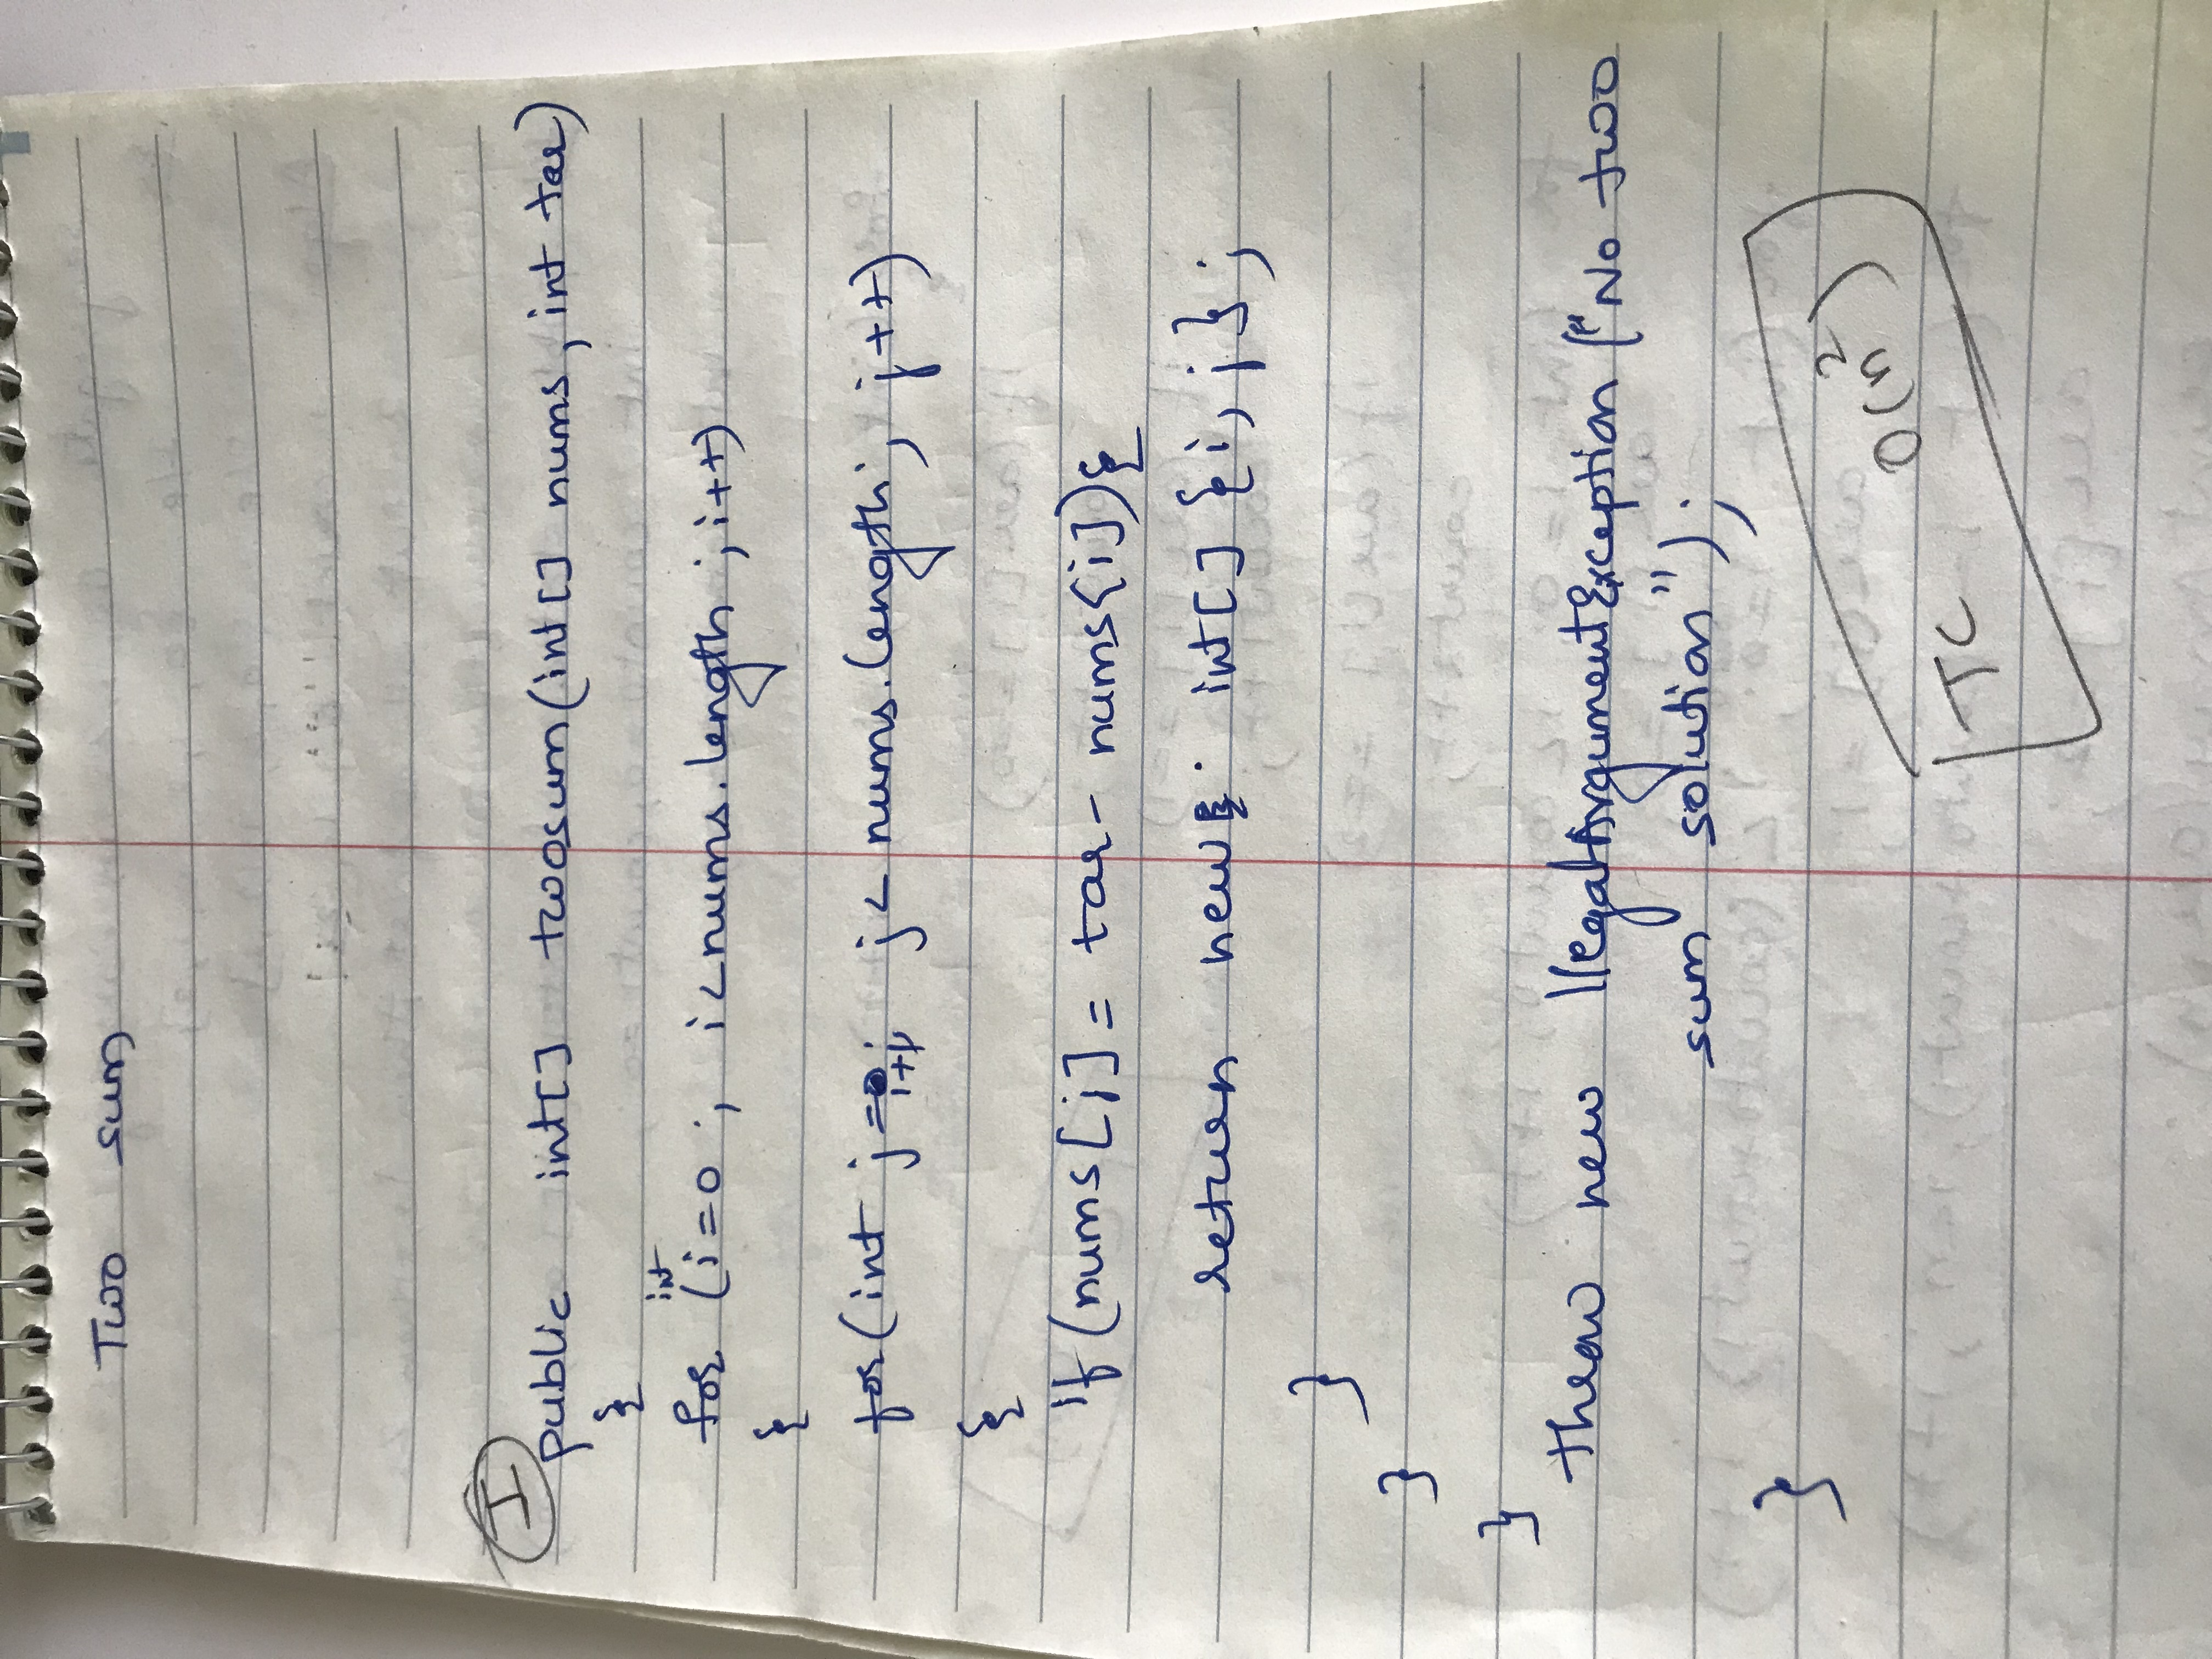 Two sum
I
public int[] twosum(int[] nums, int tar)
{
for (int i=0; i<nums.length; i++)
{
for(int j=i+1; j< nums.length; j++)
{
if (nums[j]= tar- nums{i]){
return new int[] {i, j};
}
}
}
throw new IllegalArgumentException ("No two
sum solution");
}
TC O(n²)